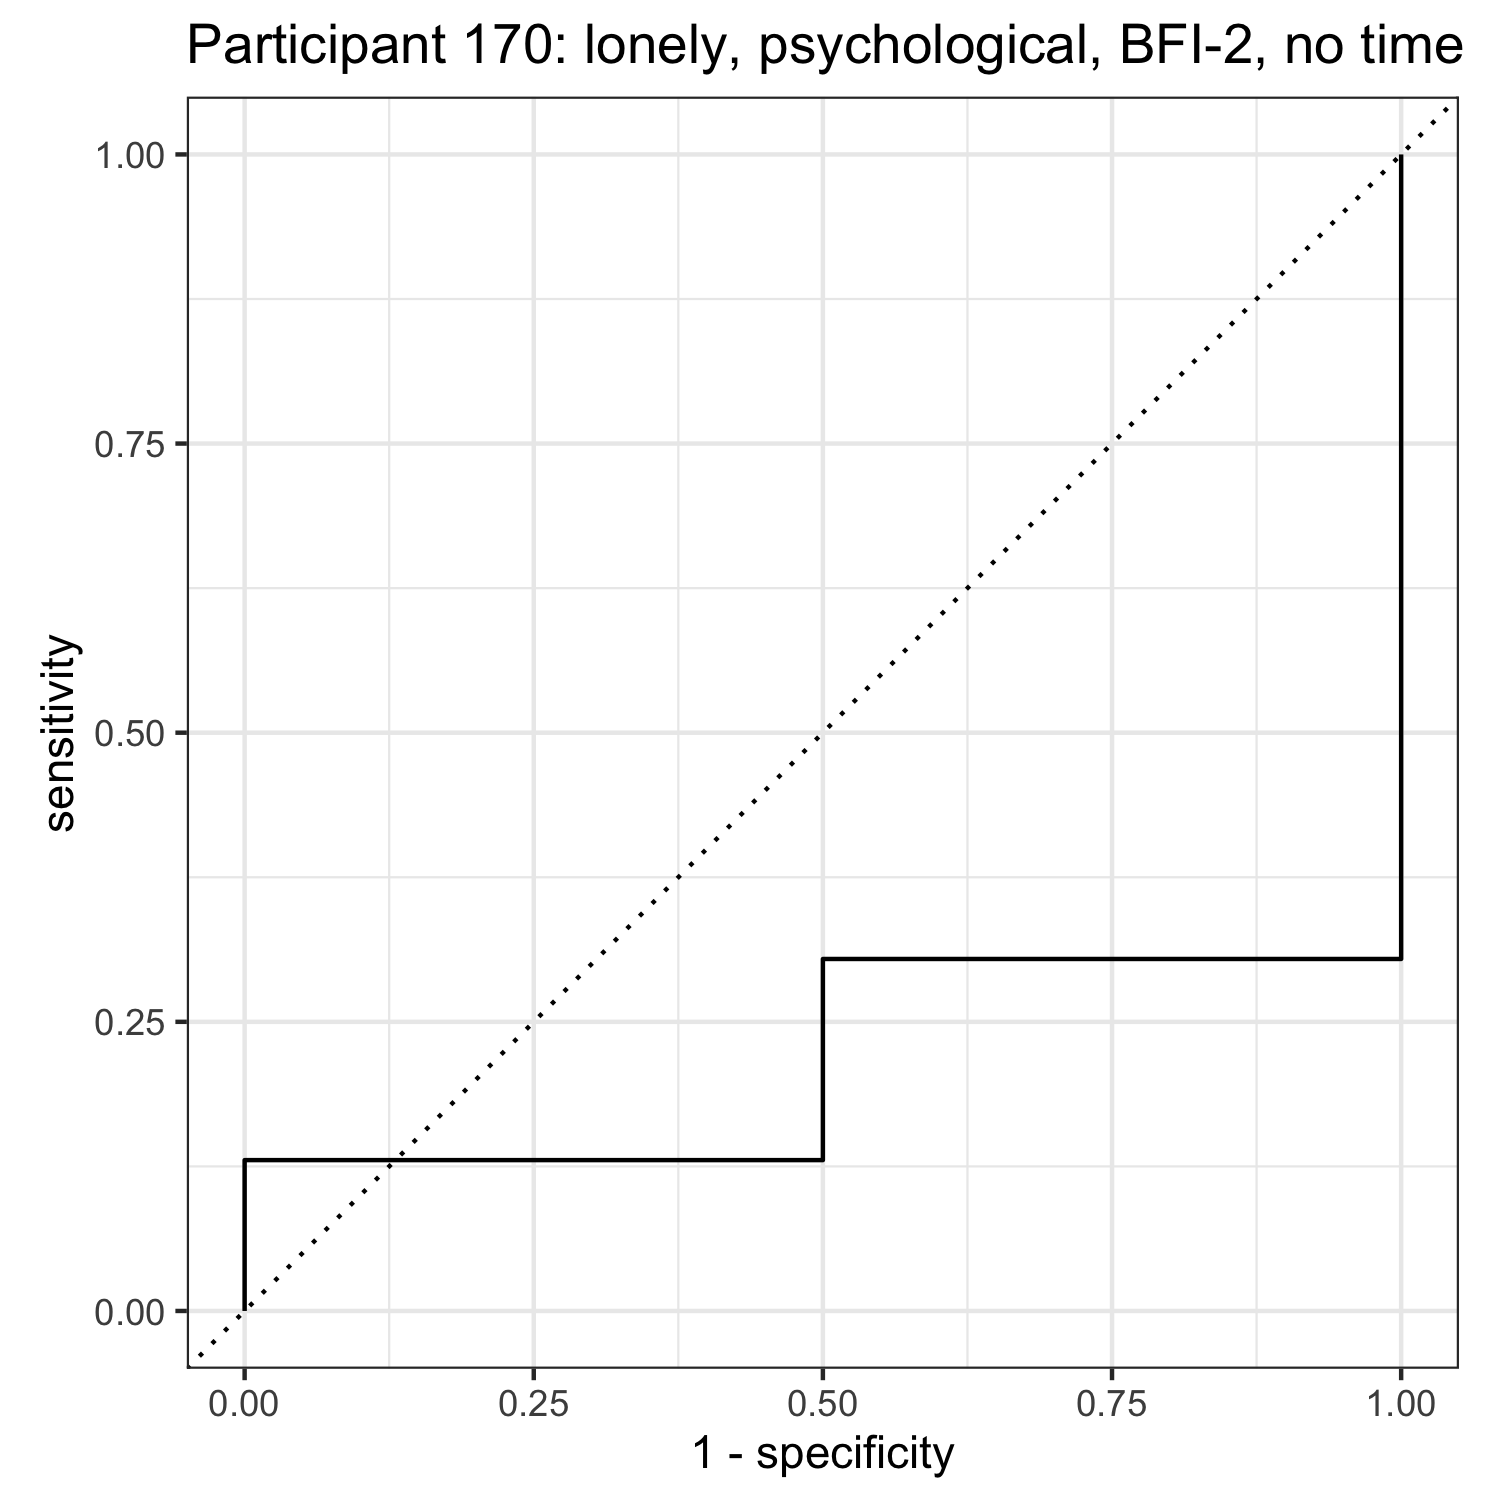 Participant 170: lonely, psychological, BFI-2, no time
1.00
0.75
0.50
0.25
0.00
sensitivity
0.00 0.25 0.50 0.75 1.00
1 - specificity